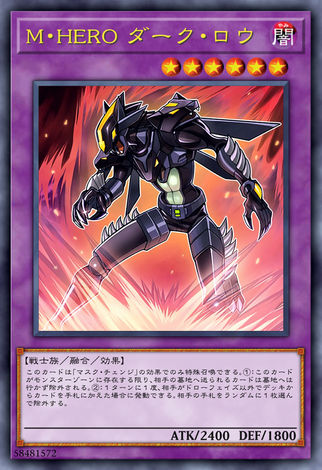 M・HERO ダーク・ロウ
闇
やみ
【戦士族／融合／効果】
このカードは「マスク・チェンジ」の効果でのみ特殊召喚できる。①：このカード
がモンスターゾーンに存在する限り、相手の墓地へ送られるカードは墓地へは
行かず除外される。②：１ターンに１度、相手がドローフェイズ以外でデッキか
らカードを手札に加えた場合に発動できる。相手の手札をランダムに１枚選ん
で除外する。
ATK/2400 DEF/1800
58481572